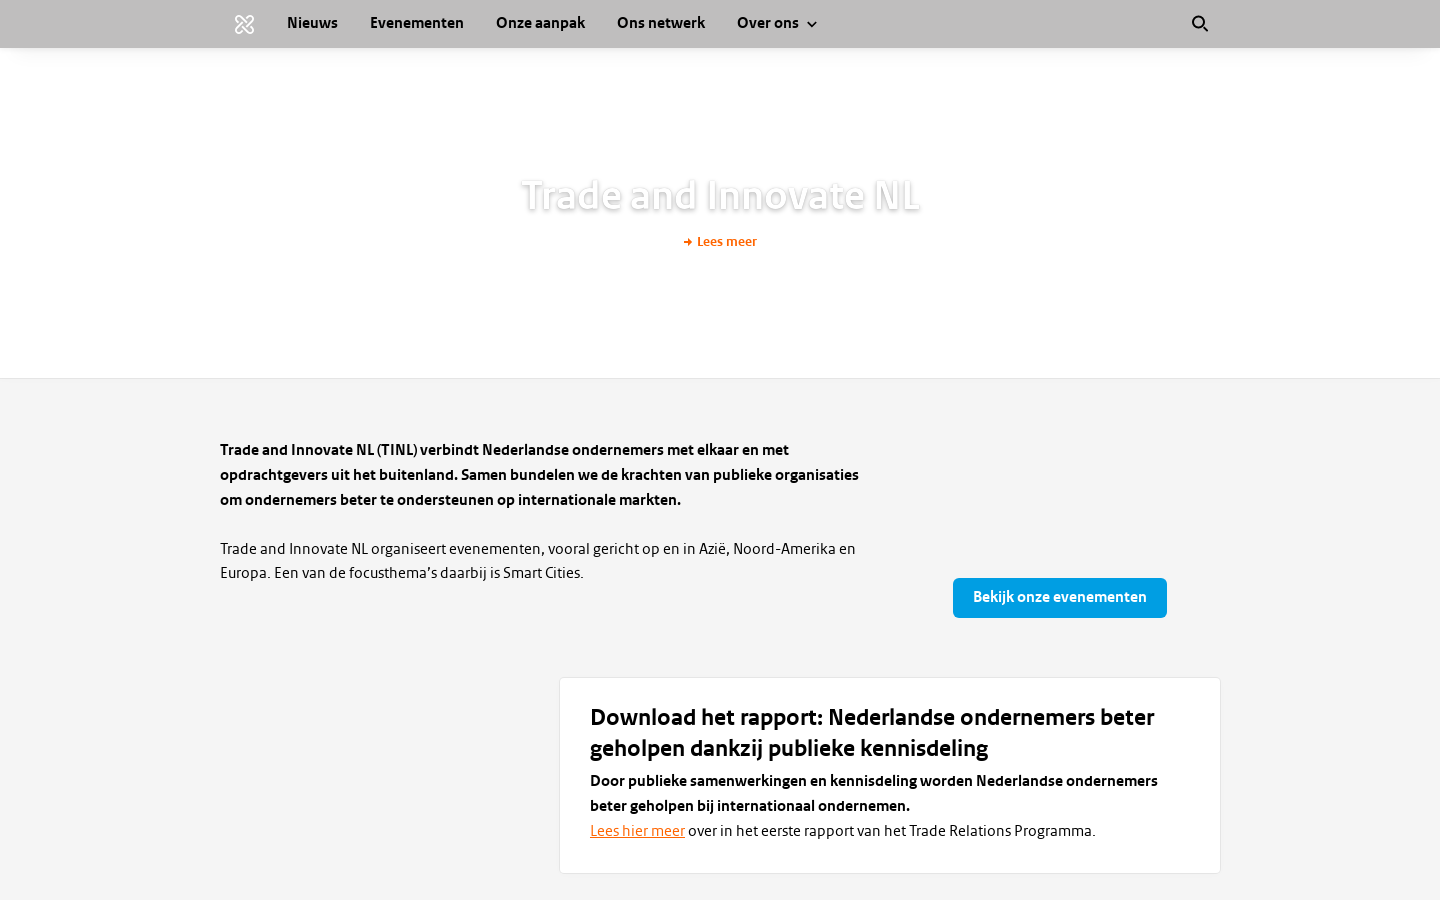 Nieuws
Evenementen
Onze aanpak
Ons netwerk
Over ons
Trade and Innovate NL
Lees meer
Trade and Innovate NL (TINL) verbindt Nederlandse ondernemers met elkaar en met
opdrachtgevers uit het buitenland. Samen bundelen we de krachten van publieke organisaties
om ondernemers beter te ondersteunen op internationale markten.
Trade and Innovate NL organiseert evenementen, vooral gericht op en in Azië, Noord-Amerika en
Europa. Een van de focusthema’s daarbij is Smart Cities.
Bekijk onze evenementen
Download het rapport: Nederlandse ondernemers beter
geholpen dankzij publieke kennisdeling
Door publieke samenwerkingen en kennisdeling worden Nederlandse ondernemers
beter geholpen bij internationaal ondernemen.
Lees hier meer over in het eerste rapport van het Trade Relations Programma.